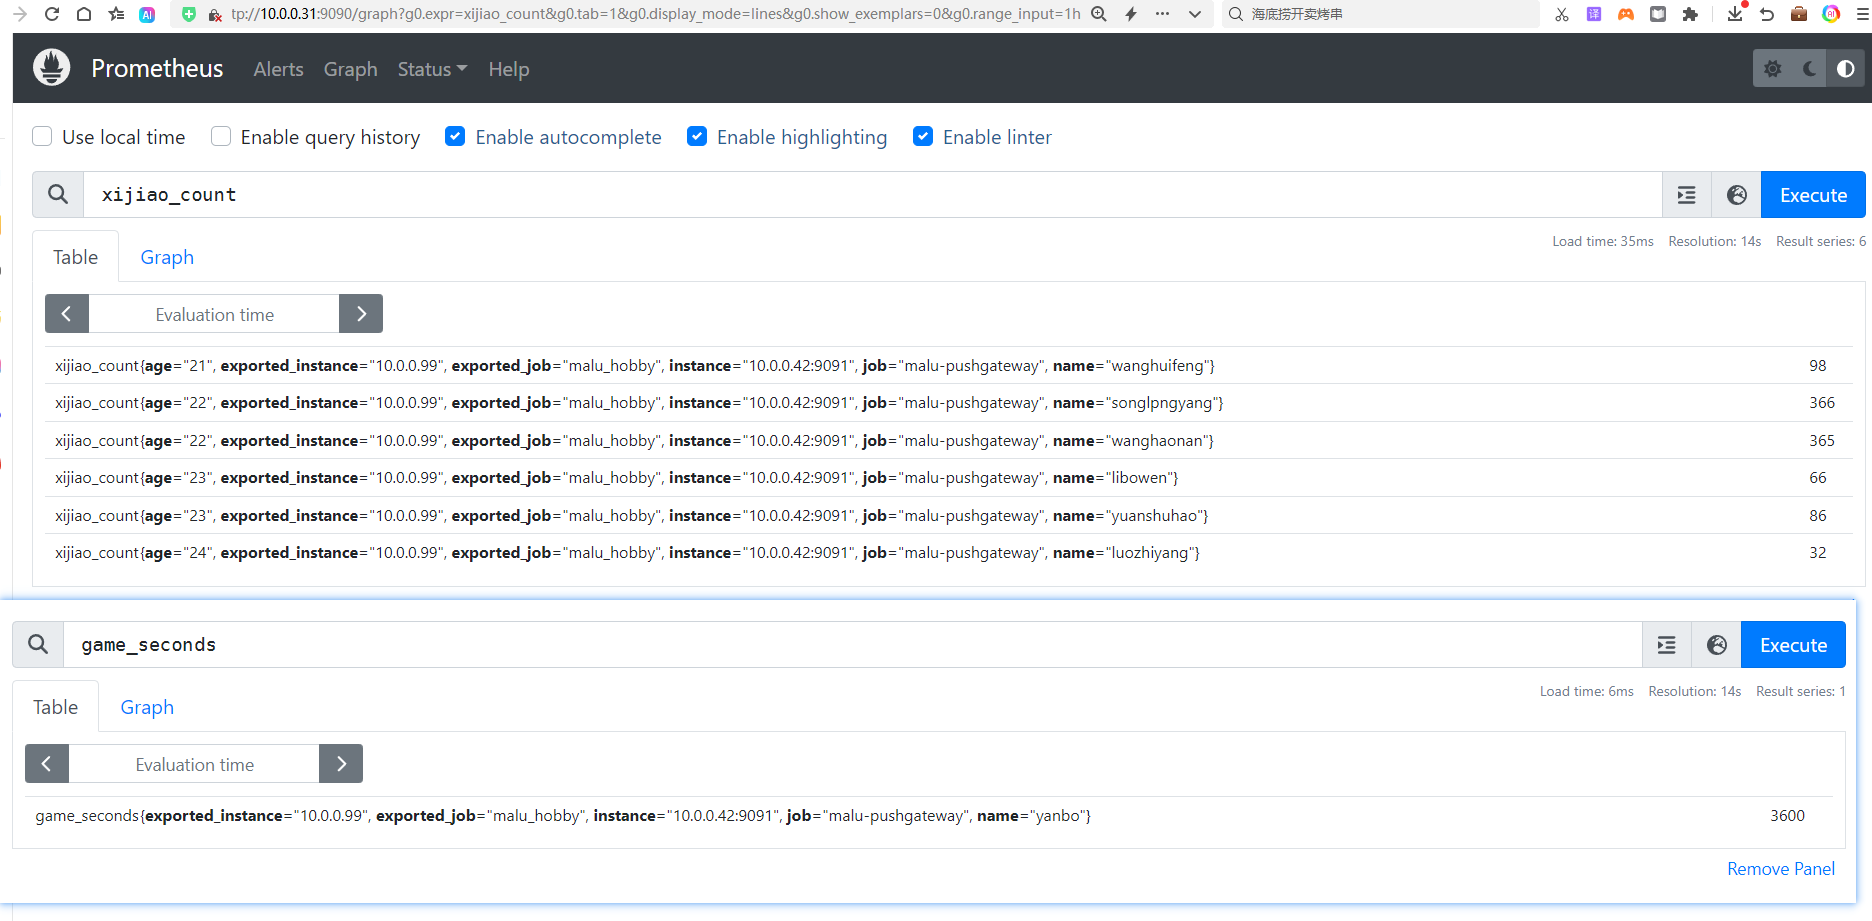 tp://10.0.0.31:9090/graph?g0.expr=xijiao_count&g0.tab=1&g0.display_mode=lines&g0.show_exemplars=0&g0.range_input=1h 海底捞开卖烤串
Prometheus Alerts Graph Status Help
Use local time Enable query history Enable autocomplete Enable highlighting Enable linter
xijiao_count Execute
Table Graph Load time: 35ms Resolution: 14s Result series: 6
Evaluation time
xijiao_count{age="21", exported_instance="10.0.0.99", exported_job="malu_hobby", instance="10.0.0.42:9091", job="malu-pushgateway", name="wanghuifeng"} 98
xijiao_count{age="22", exported_instance="10.0.0.99", exported_job="malu_hobby", instance="10.0.0.42:9091", job="malu-pushgateway", name="songlpngyang"} 366
xijiao_count{age="22", exported_instance="10.0.0.99", exported_job="malu_hobby", instance="10.0.0.42:9091", job="malu-pushgateway", name="wanghaonan"} 365
xijiao_count{age="23", exported_instance="10.0.0.99", exported_job="malu_hobby", instance="10.0.0.42:9091", job="malu-pushgateway", name="libowen"} 66
xijiao_count{age="23", exported_instance="10.0.0.99", exported_job="malu_hobby", instance="10.0.0.42:9091", job="malu-pushgateway", name="yuanshuhao"} 86
xijiao_count{age="24", exported_instance="10.0.0.99", exported_job="malu_hobby", instance="10.0.0.42:9091", job="malu-pushgateway", name="luozhiyang"} 32
game_seconds Execute
Table Graph Load time: 6ms Resolution: 14s Result series: 1
Evaluation time
game_seconds{exported_instance="10.0.0.99", exported_job="malu_hobby", instance="10.0.0.42:9091", job="malu-pushgateway", name="yanbo"} 3600
Remove Panel